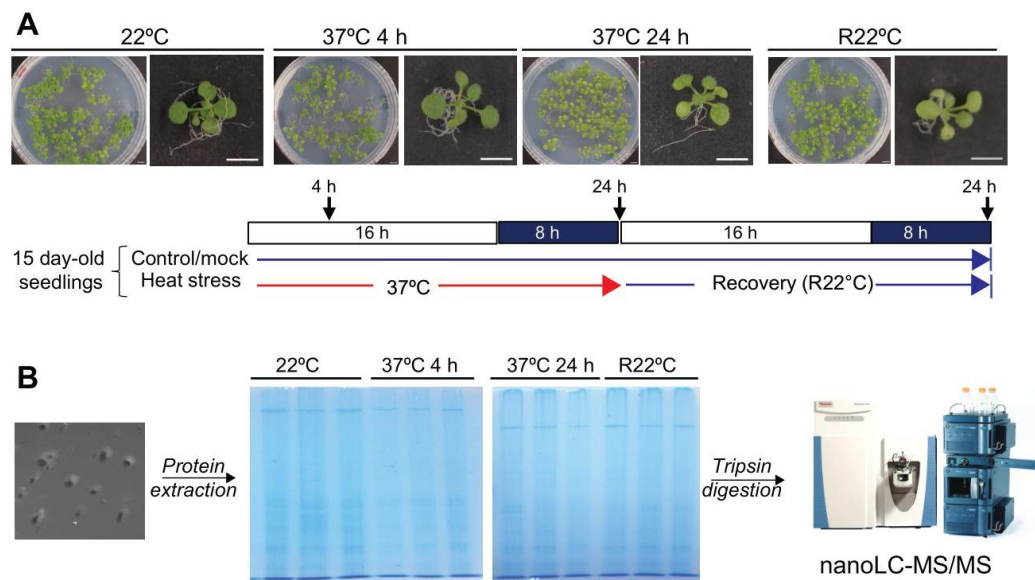 A
22ºC
37ºC 4 h
37ºC 24 h
R22ºC
4 h
24 h
24 h
16 h
8 h
16 h
8 h
15 day-old
seedlings
Control/mock
Heat stress
37ºC
Recovery (R22°C)
B
22ºC
37ºC 4 h
37ºC 24 h
R22ºC
Protein
extraction
Tripsin
digestion
nanoLC-MS/MS